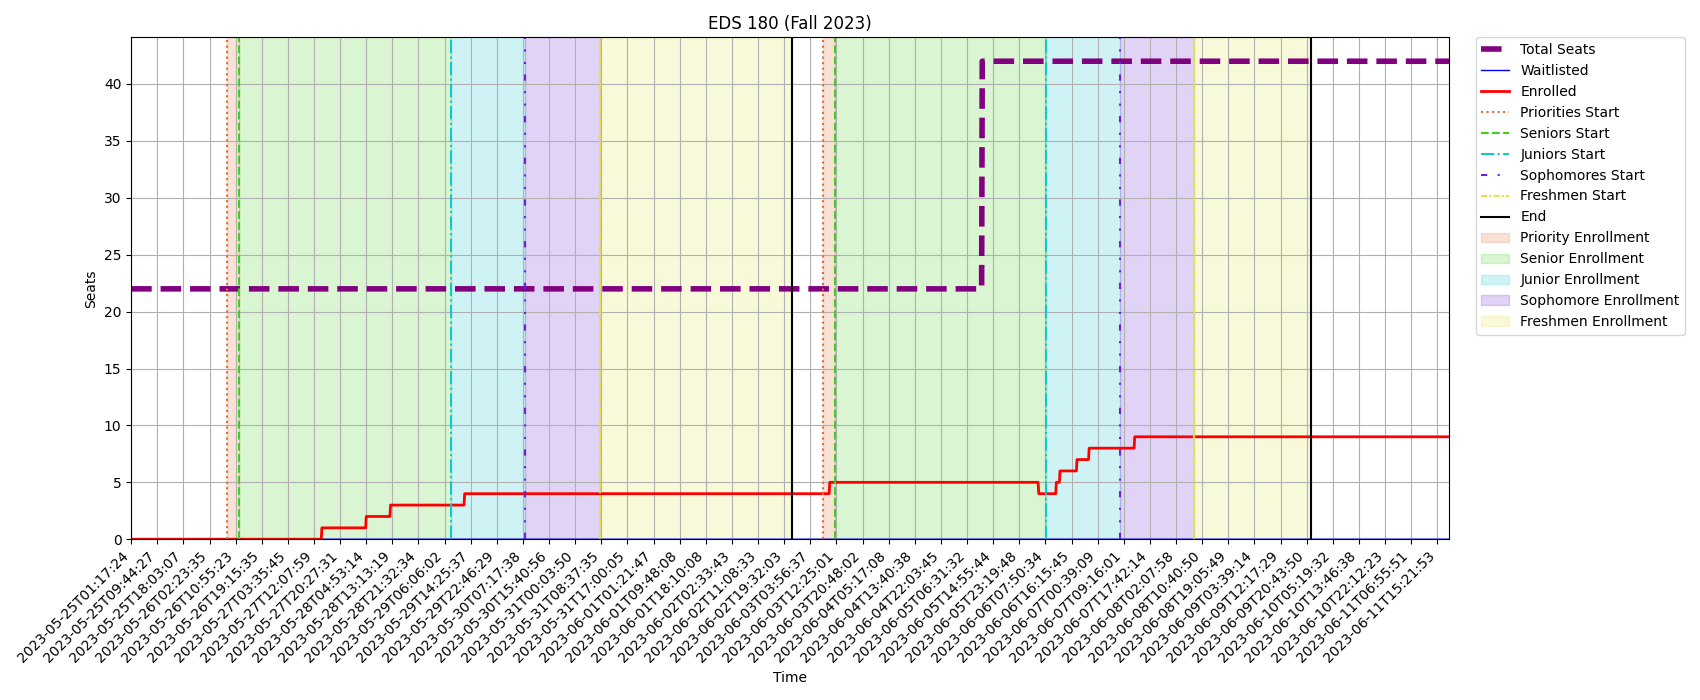 EDS 180 (Fall 2023)
Seats
40
35
30
25
20
15
10
5
0
2023-05-25T01:17:24
2023-05-25T09:44:27
2023-05-25T18:03:07
2023-05-26T02:23:35
2023-05-26T10:55:23
2023-05-26T19:15:35
2023-05-27T03:35:45
2023-05-27T12:07:59
2023-05-27T20:27:31
2023-05-28T04:53:14
2023-05-28T13:13:19
2023-05-28T21:32:34
2023-05-29T06:06:02
2023-05-29T14:25:37
2023-05-29T22:46:29
2023-05-30T07:17:38
2023-05-30T15:40:56
2023-05-31T00:03:50
2023-05-31T08:37:35
2023-05-31T17:00:05
2023-06-01T01:21:47
2023-06-01T09:48:08
2023-06-01T18:10:08
2023-06-02T02:33:43
2023-06-02T11:08:33
2023-06-02T19:32:03
2023-06-03T03:56:37
2023-06-03T12:25:01
2023-06-03T20:48:02
2023-06-04T05:17:08
2023-06-04T13:40:38
2023-06-04T22:03:45
2023-06-05T06:31:32
2023-06-05T14:55:44
2023-06-05T23:19:48
2023-06-06T07:50:34
2023-06-06T16:15:45
2023-06-07T00:39:09
2023-06-07T09:16:01
2023-06-07T17:42:14
2023-06-08T02:07:58
2023-06-08T10:40:50
2023-06-08T19:05:49
2023-06-09T03:39:14
2023-06-09T12:17:29
2023-06-09T20:43:50
2023-06-10T05:19:32
2023-06-10T13:46:38
2023-06-10T22:12:23
2023-06-11T06:55:51
2023-06-11T15:21:53
Time
Total Seats
Waitlisted
Enrolled
Priorities Start
Seniors Start
Juniors Start
Sophomores Start
Freshmen Start
End
Priority Enrollment
Senior Enrollment
Junior Enrollment
Sophomore Enrollment
Freshmen Enrollment